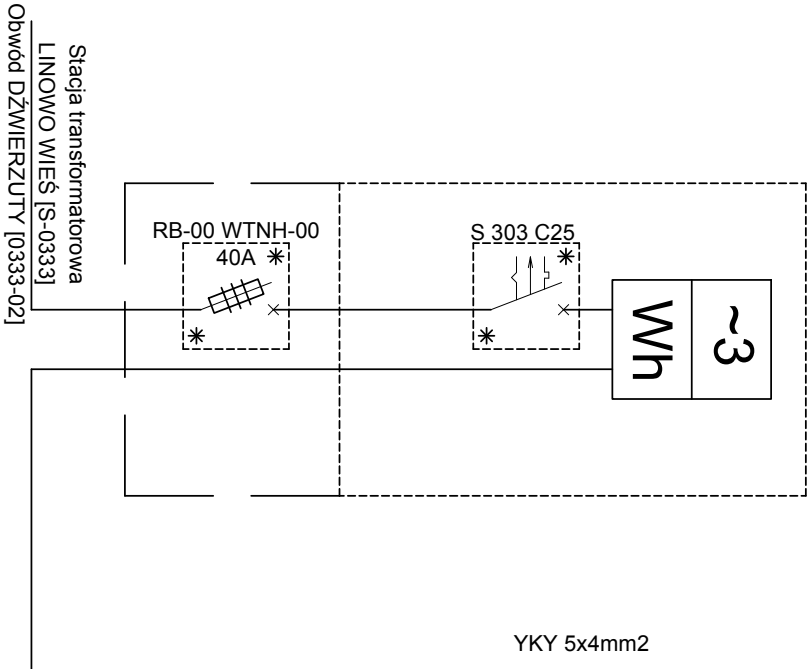 Stacja transformatorowa
LINOWO WIEŚ [S-0333]
Obwód DŹWIERZUTY [0333-02]
RB-00 WTNH-00
40A
S 303 C25
~3
Wh
YKY 5x4mm2